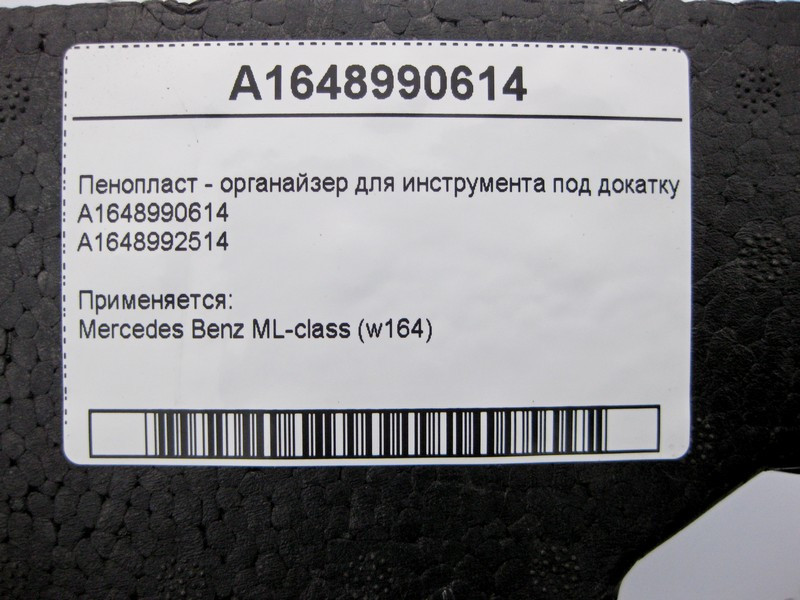 A1648990614
Пенопласт - органайзер для инструмента под докатку
A1648990614
A1648992514
Применяется:
Mercedes Benz ML-class (w164)